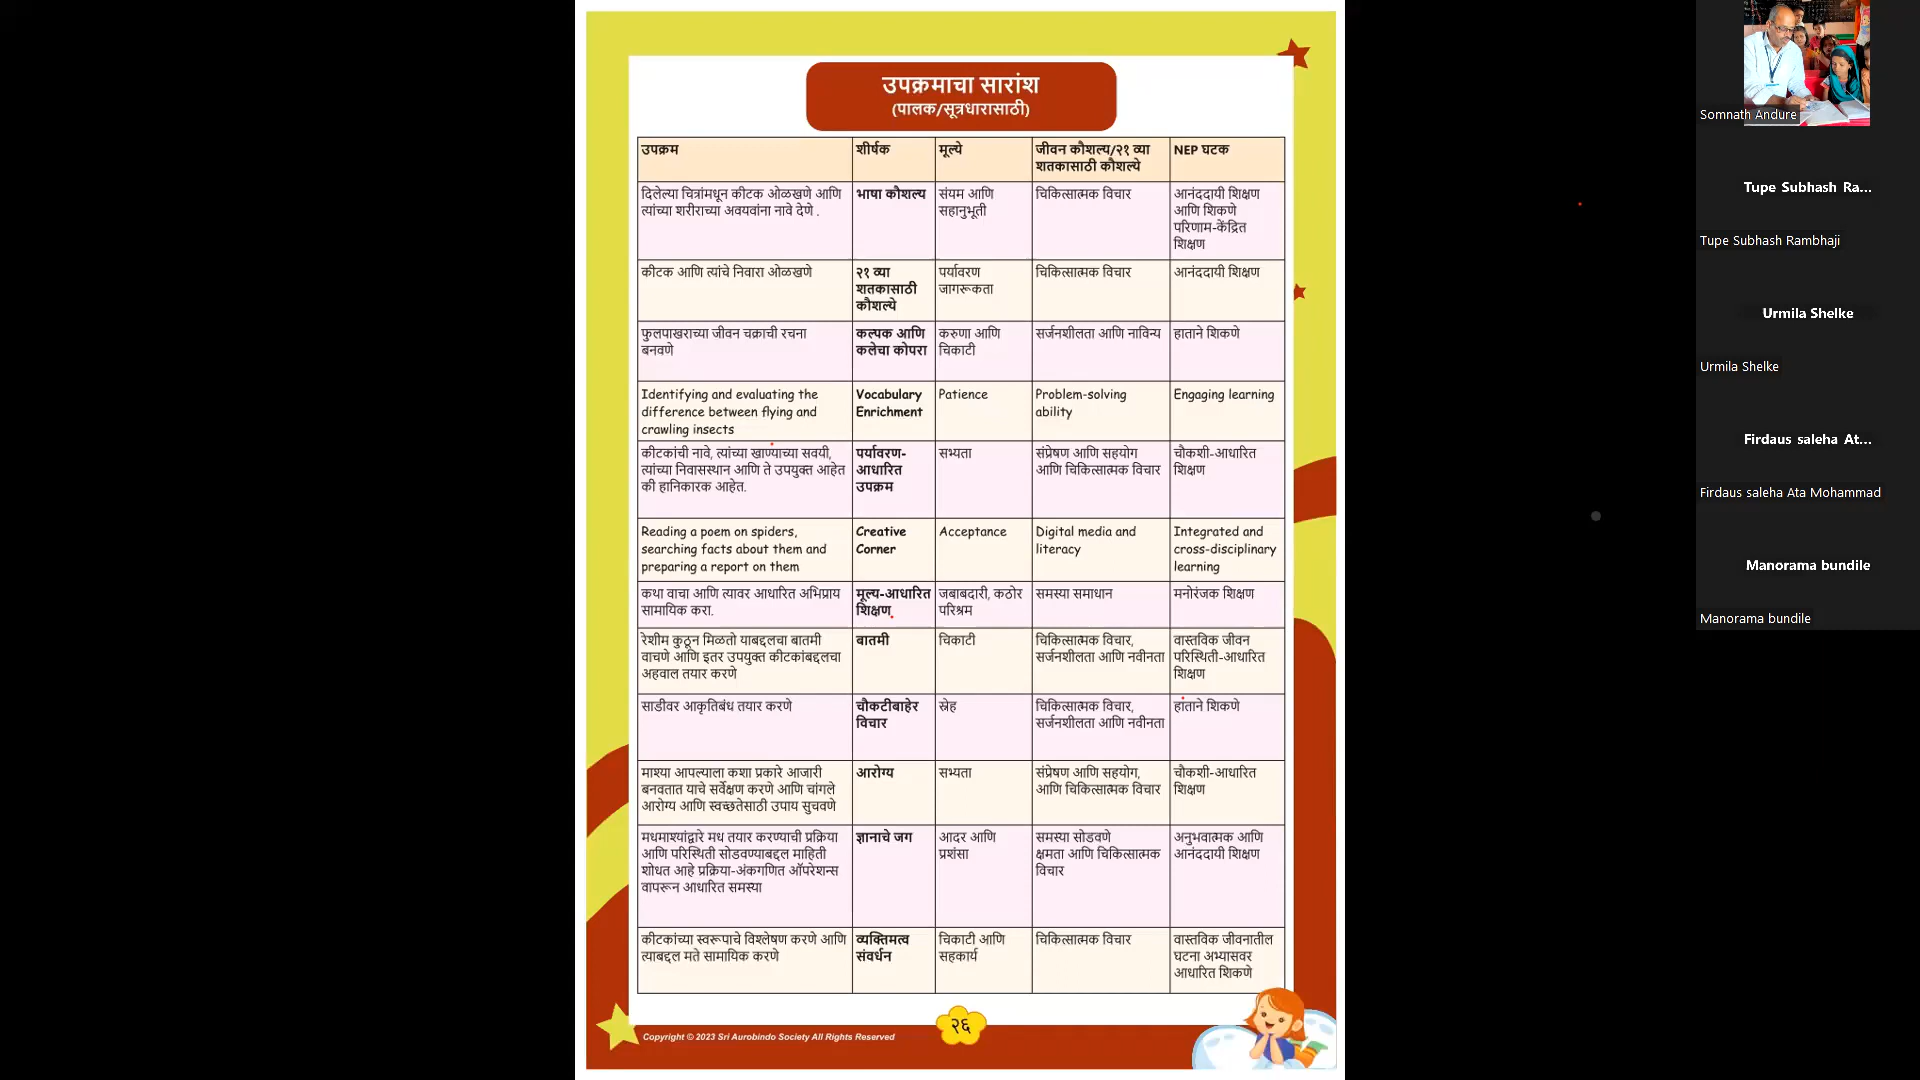 उपक्रमाचा सारांश
(पालक/सूत्रधारासाठी)
उपक्रम
शीर्षक
मूल्ये
जीवन कौशल्य/२१ व्या
शतकासाठी कौशल्ये
NEP घटक
दिलेल्या चित्रांमधून कीटक ओळखणे आणि
त्यांच्या शरीराच्या अवयवांना नावे देणे .
भाषा कौशल्य
संयम आणि
सहानुभूती
चिकित्सात्मक विचार
आनंददायी शिक्षण
आणि शिकणे
परिणाम-केंद्रित
शिक्षण
कीटक आणि त्यांचे निवारा ओळखणे
२१ व्या
शतकासाठी
कौशल्ये
पर्यावरण
जागरूकता
चिकित्सात्मक विचार
आनंददायी शिक्षण
फुलपाखराच्या जीवन चक्राची रचना
बनवणे
कल्पक आणि
कलेचा कोपरा
करुणा आणि
चिकाटी
सर्जनशीलता आणि नाविन्य
हाताने शिकणे
Identifying and evaluating the
difference between flying and
crawling insects
Vocabulary
Enrichment
Patience
Problem-solving
ability
Engaging learning
कीटकांची नावे, त्यांच्या खाण्याच्या सवयी,
त्यांच्या निवासस्थान आणि ते उपयुक्त आहेत
की हानिकारक आहेत.
पर्यावरण-
आधारित
उपक्रम
सभ्यता
संप्रेषण आणि सहयोग
आणि चिकित्सात्मक विचार
चौकशी-आधारित
शिक्षण
Reading a poem on spiders,
searching facts about them and
preparing a report on them
Creative
Corner
Acceptance
Digital media and
literacy
Integrated and
cross-disciplinary
learning
कथा वाचा आणि त्यावर आधारित अभिप्राय
सामायिक करा.
मूल्य-आधारित
शिक्षण
जबाबदारी, कठोर
परिश्रम
समस्या समाधान
मनोरंजक शिक्षण
रेशीम कुठून मिळतो याबद्दलचा बातमी
वाचणे आणि इतर उपयुक्त कीटकांबद्दलचा
अहवाल तयार करणे
बातमी
चिकाटी
चिकित्सात्मक विचार,
सर्जनशीलता आणि नवीनता
वास्तविक जीवन
परिस्थिती-आधारित
शिक्षण
साडीवर आकृतिबंध तयार करणे
चौकटीबाहेर
विचार
स्नेह
चिकित्सात्मक विचार,
सर्जनशीलता आणि नवीनता
हाताने शिकणे
माश्या आपल्याला कशा प्रकारे आजारी
बनवतात याचे सर्वेक्षण करणे आणि चांगले
आरोग्य आणि स्वच्छतेसाठी उपाय सुचवणे
आरोग्य
सभ्यता
संप्रेषण आणि सहयोग,
आणि चिकित्सात्मक विचार
चौकशी-आधारित
शिक्षण
मधमाश्यांद्वारे मध तयार करण्याची प्रक्रिया
आणि परिस्थिती सोडवण्याबद्दल माहिती
शोधत आहे प्रक्रिया-अंकगणित ऑपरेशन्स
वापरून आधारित समस्या
ज्ञानाचे जग
आदर आणि
प्रशंसा
समस्या सोडवणे
क्षमता आणि चिकित्सात्मक
विचार
अनुभवात्मक आणि
आनंददायी शिक्षण
कीटकांच्या स्वरूपाचे विश्लेषण करणे आणि
त्याबद्दल मते सामायिक करणे
व्यक्तिमत्व
संवर्धन
चिकाटी आणि
सहकार्य
चिकित्सात्मक विचार
वास्तविक जीवनातील
घटना अभ्यासवर
आधारित शिकणे
Copyright © 2023 Sri Aurobindo Society All Rights Reserved
२६
Somnath Andure
Tupe Subhash Ra...
Tupe Subhash Rambhaji
Urmila Shelke
Urmila Shelke
Firdaus saleha At...
Firdaus saleha Ata Mohammad
Manorama bundile
Manorama bundile